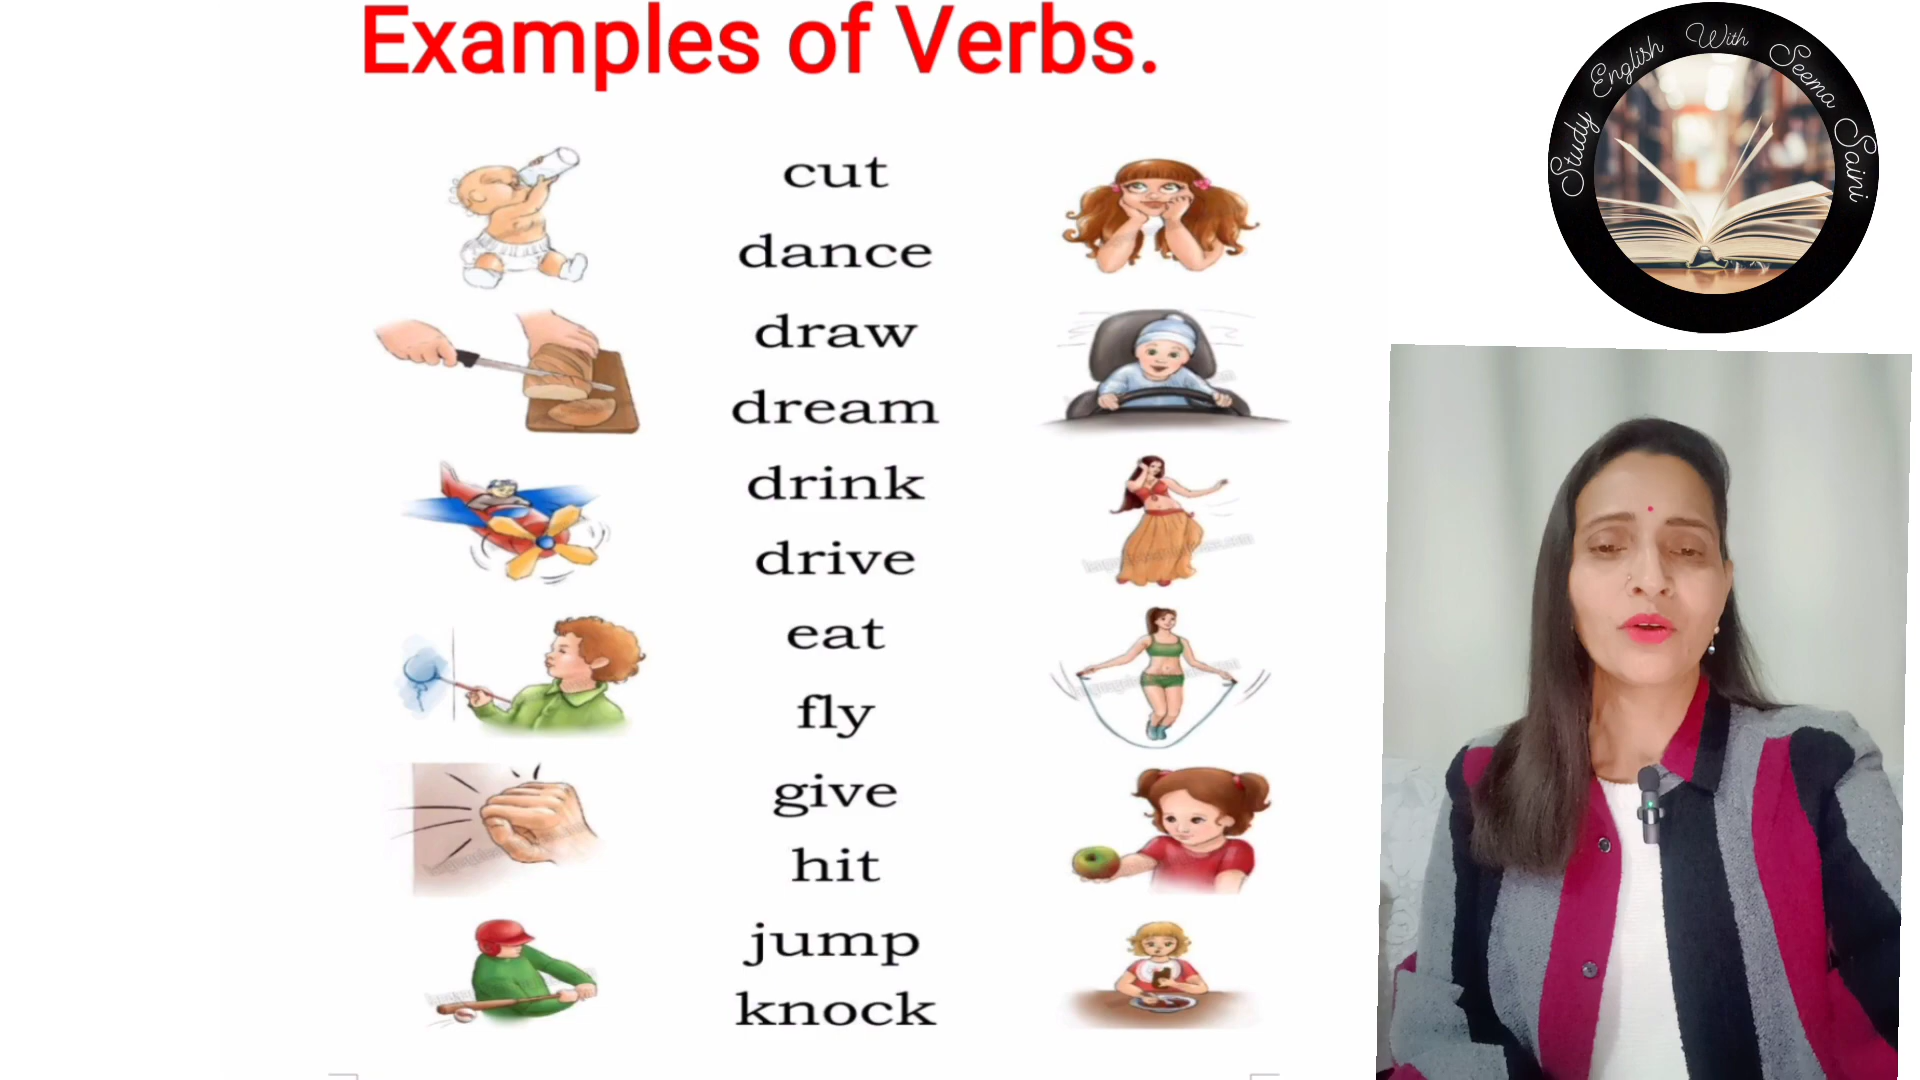 Examples of Verbs.
Study English With Seema Saini
cut
dance
draw
dream
drink
drive
eat
fly
give
hit
jump
knock